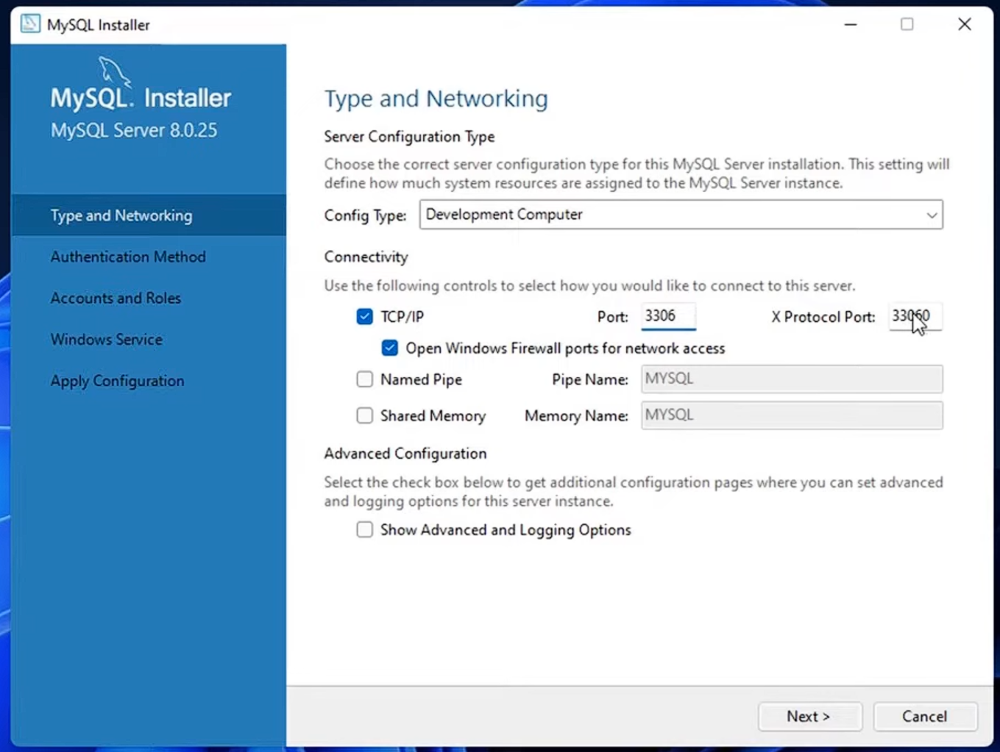 MySQL Installer
MySQL. Installer
MySQL Server 8.0.25
Type and Networking
Authentication Method
Accounts and Roles
Windows Service
Apply Configuration
Type and Networking
Server Configuration Type
Choose the correct server configuration type for this MySQL Server installation. This setting will
define how much system resources are assigned to the MySQL Server instance.
Config Type: Development Computer
Connectivity
Use the following controls to select how you would like to connect to this server.
TCP/IP Port: 3306 X Protocol Port: 33060
Open Windows Firewall ports for network access
Named Pipe Pipe Name: MYSQL
Shared Memory Memory Name: MYSQL
Advanced Configuration
Select the check box below to get additional configuration pages where you can set advanced
and logging options for this server instance.
Show Advanced and Logging Options
Next > Cancel